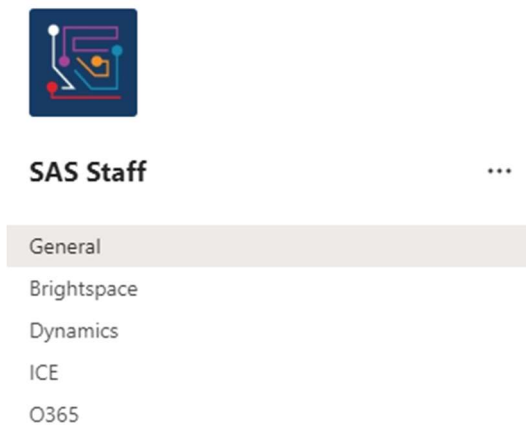 SAS Staff
General
Brightspace
Dynamics
ICE
O365